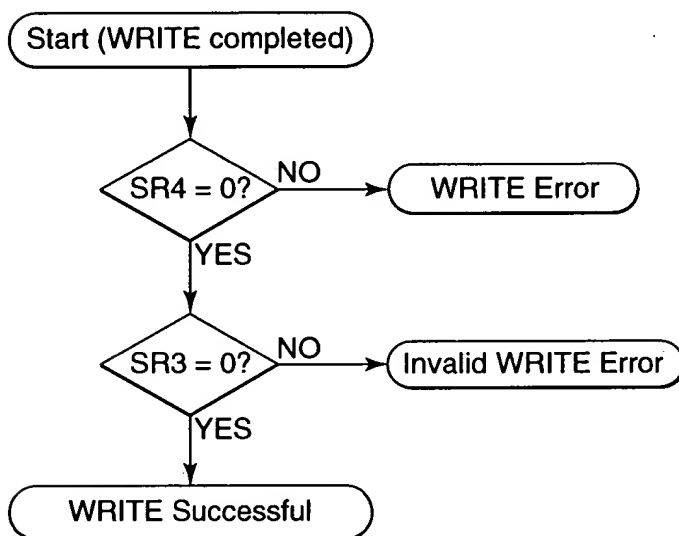 Start (WRITE completed)
SR4 = 0?
NO
WRITE Error
YES
SR3 = 0?
NO
Invalid WRITE Error
YES
WRITE Successful